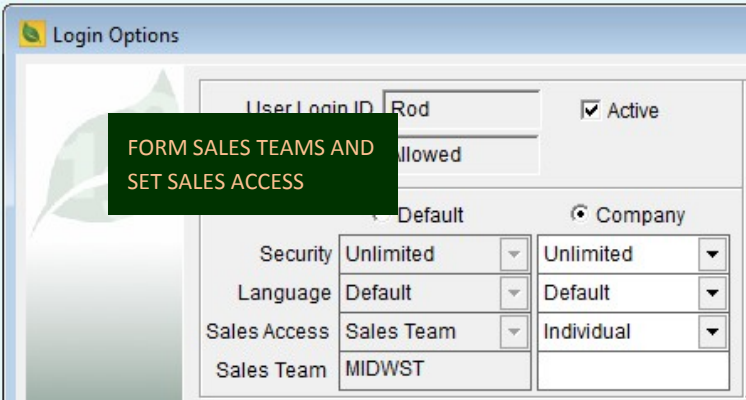 Login Options
User Login ID Rod Active
FORM SALES TEAMS AND
SET SALES ACCESS
Allowed
Default Company
Security Unlimited Unlimited
Language Default Default
Sales Access Sales Team Individual
Sales Team MIDWST